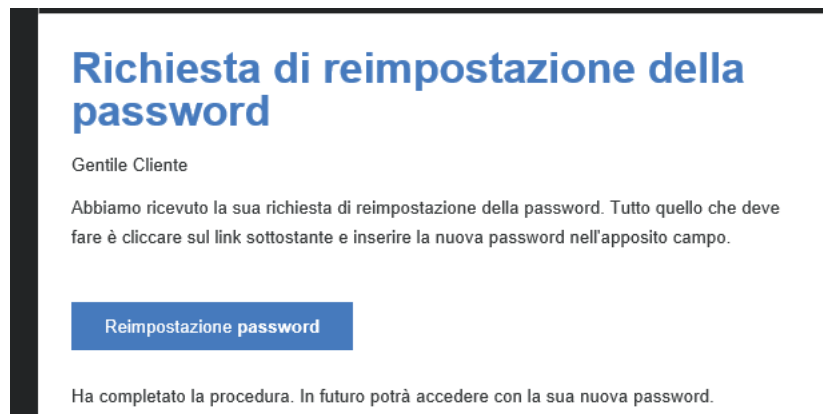 Richiesta di reimpostazione della
password
Gentile Cliente
Abbiamo ricevuto la sua richiesta di reimpostazione della password. Tutto quello che deve
fare è cliccare sul link sottostante e inserire la nuova password nell'apposito campo.
Reimpostazione password
Ha completato la procedura. In futuro potrà accedere con la sua nuova password.